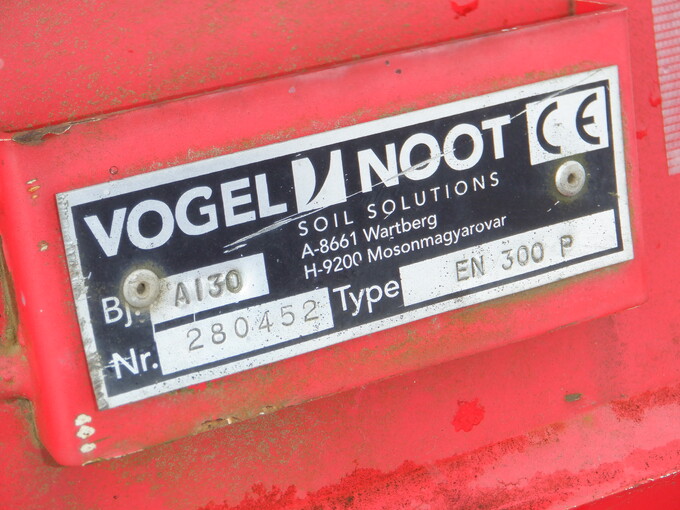 VOGEL NOOT CE
SOIL SOLUTIONS
A-8661 Wartberg
H-9200 Mosonmagyarovar
Bj. A130
Type EN 300 P
Nr. 280452